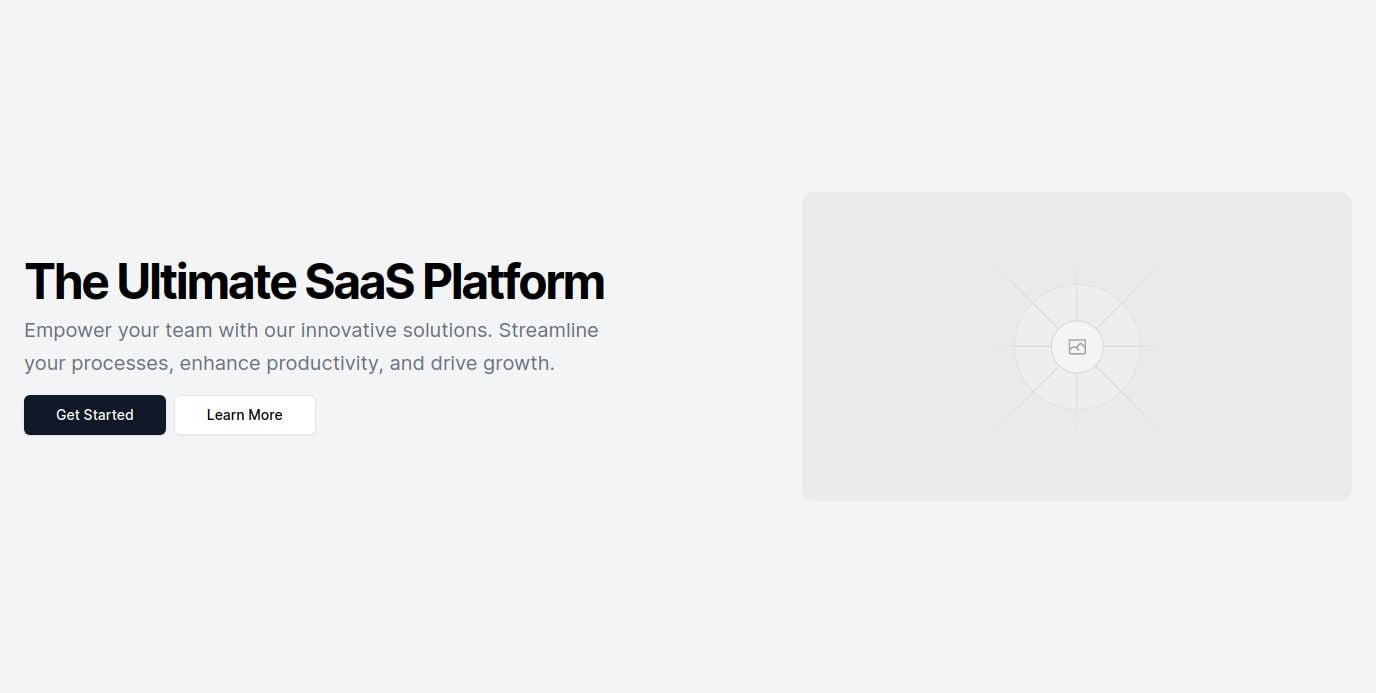 The Ultimate SaaS Platform
Empower your team with our innovative solutions. Streamline
your processes, enhance productivity, and drive growth.
Get Started
Learn More